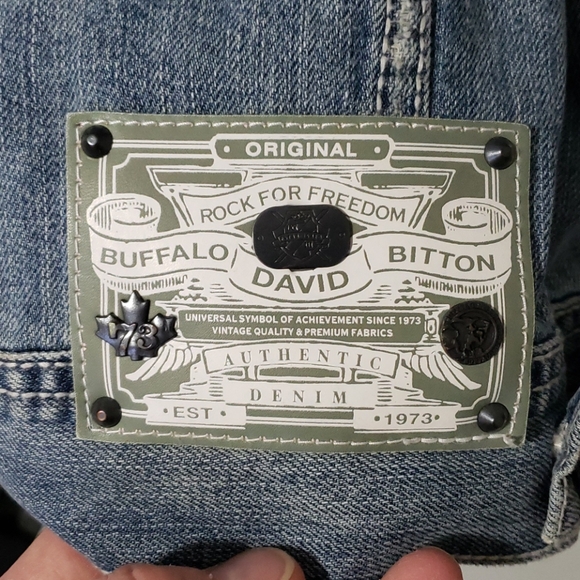 · ORIGINAL ·
ROCK FOR FREEDOM
BUFFALO DAVID BITTON
UNIVERSAL SYMBOL OF ACHIEVEMENT SINCE 1973
VINTAGE QUALITY & PREMIUM FABRICS
AUTHENTIC
DENIM
· EST ·
· 1973 ·
73